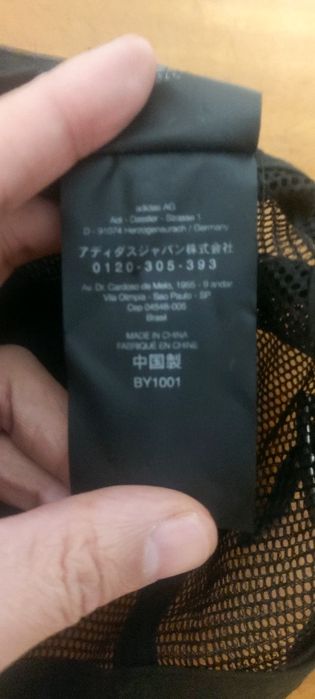 adidas AG
Adi - Dassler - Strasse 1
D - 91074 Herzogenaurach / Germany
アディダスジャパン株式会社
0120-305-393
Av. Dr. Cardoso de Melo, 1955 - 9 andar
Vila Olimpia - Sao Paulo - SP
Cep 04548-005
Brasil
MADE IN CHINA
FABRIQUÉ EN CHINE
中国製
BY1001